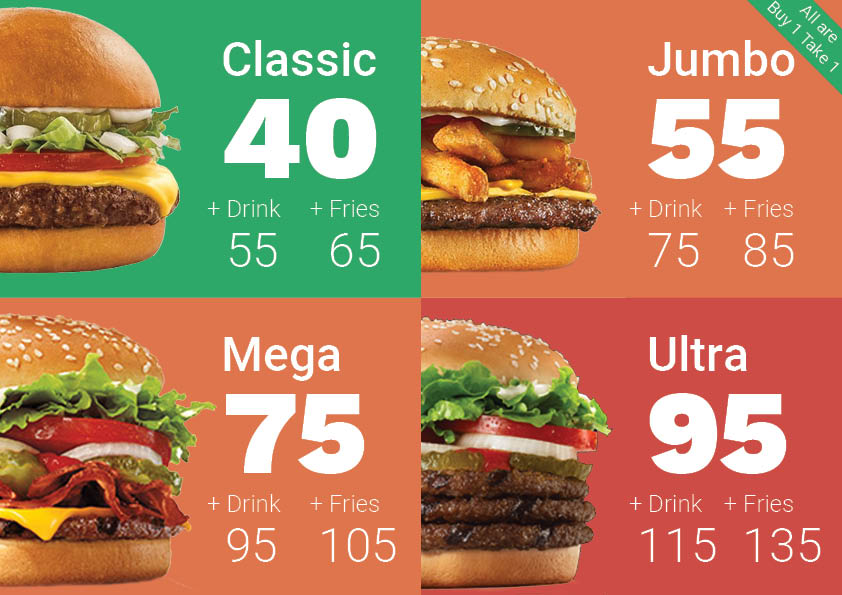 Classic
40
+ Drink + Fries
55 65
Jumbo
55
+ Drink + Fries
75 85
All are
Buy 1 Take 1
Mega
75
+ Drink + Fries
95 105
Ultra
95
+ Drink + Fries
115 135